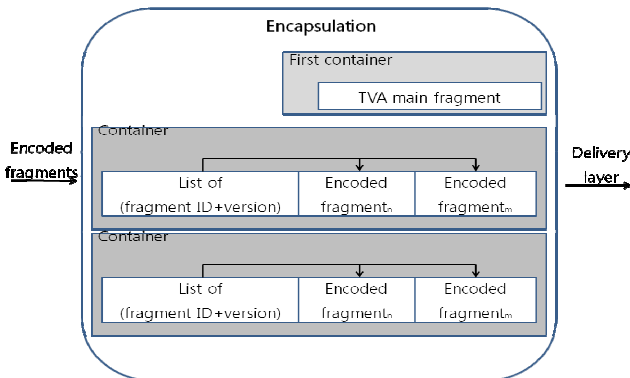 Encapsulation
First container
TVA main fragment
Container
Encoded
fragments
Delivery
layer
List of
(fragment ID+version)
Encoded
fragmentₙ
Encoded
fragmentₘ
Container
List of
(fragment ID+version)
Encoded
fragmentₙ
Encoded
fragmentₘ